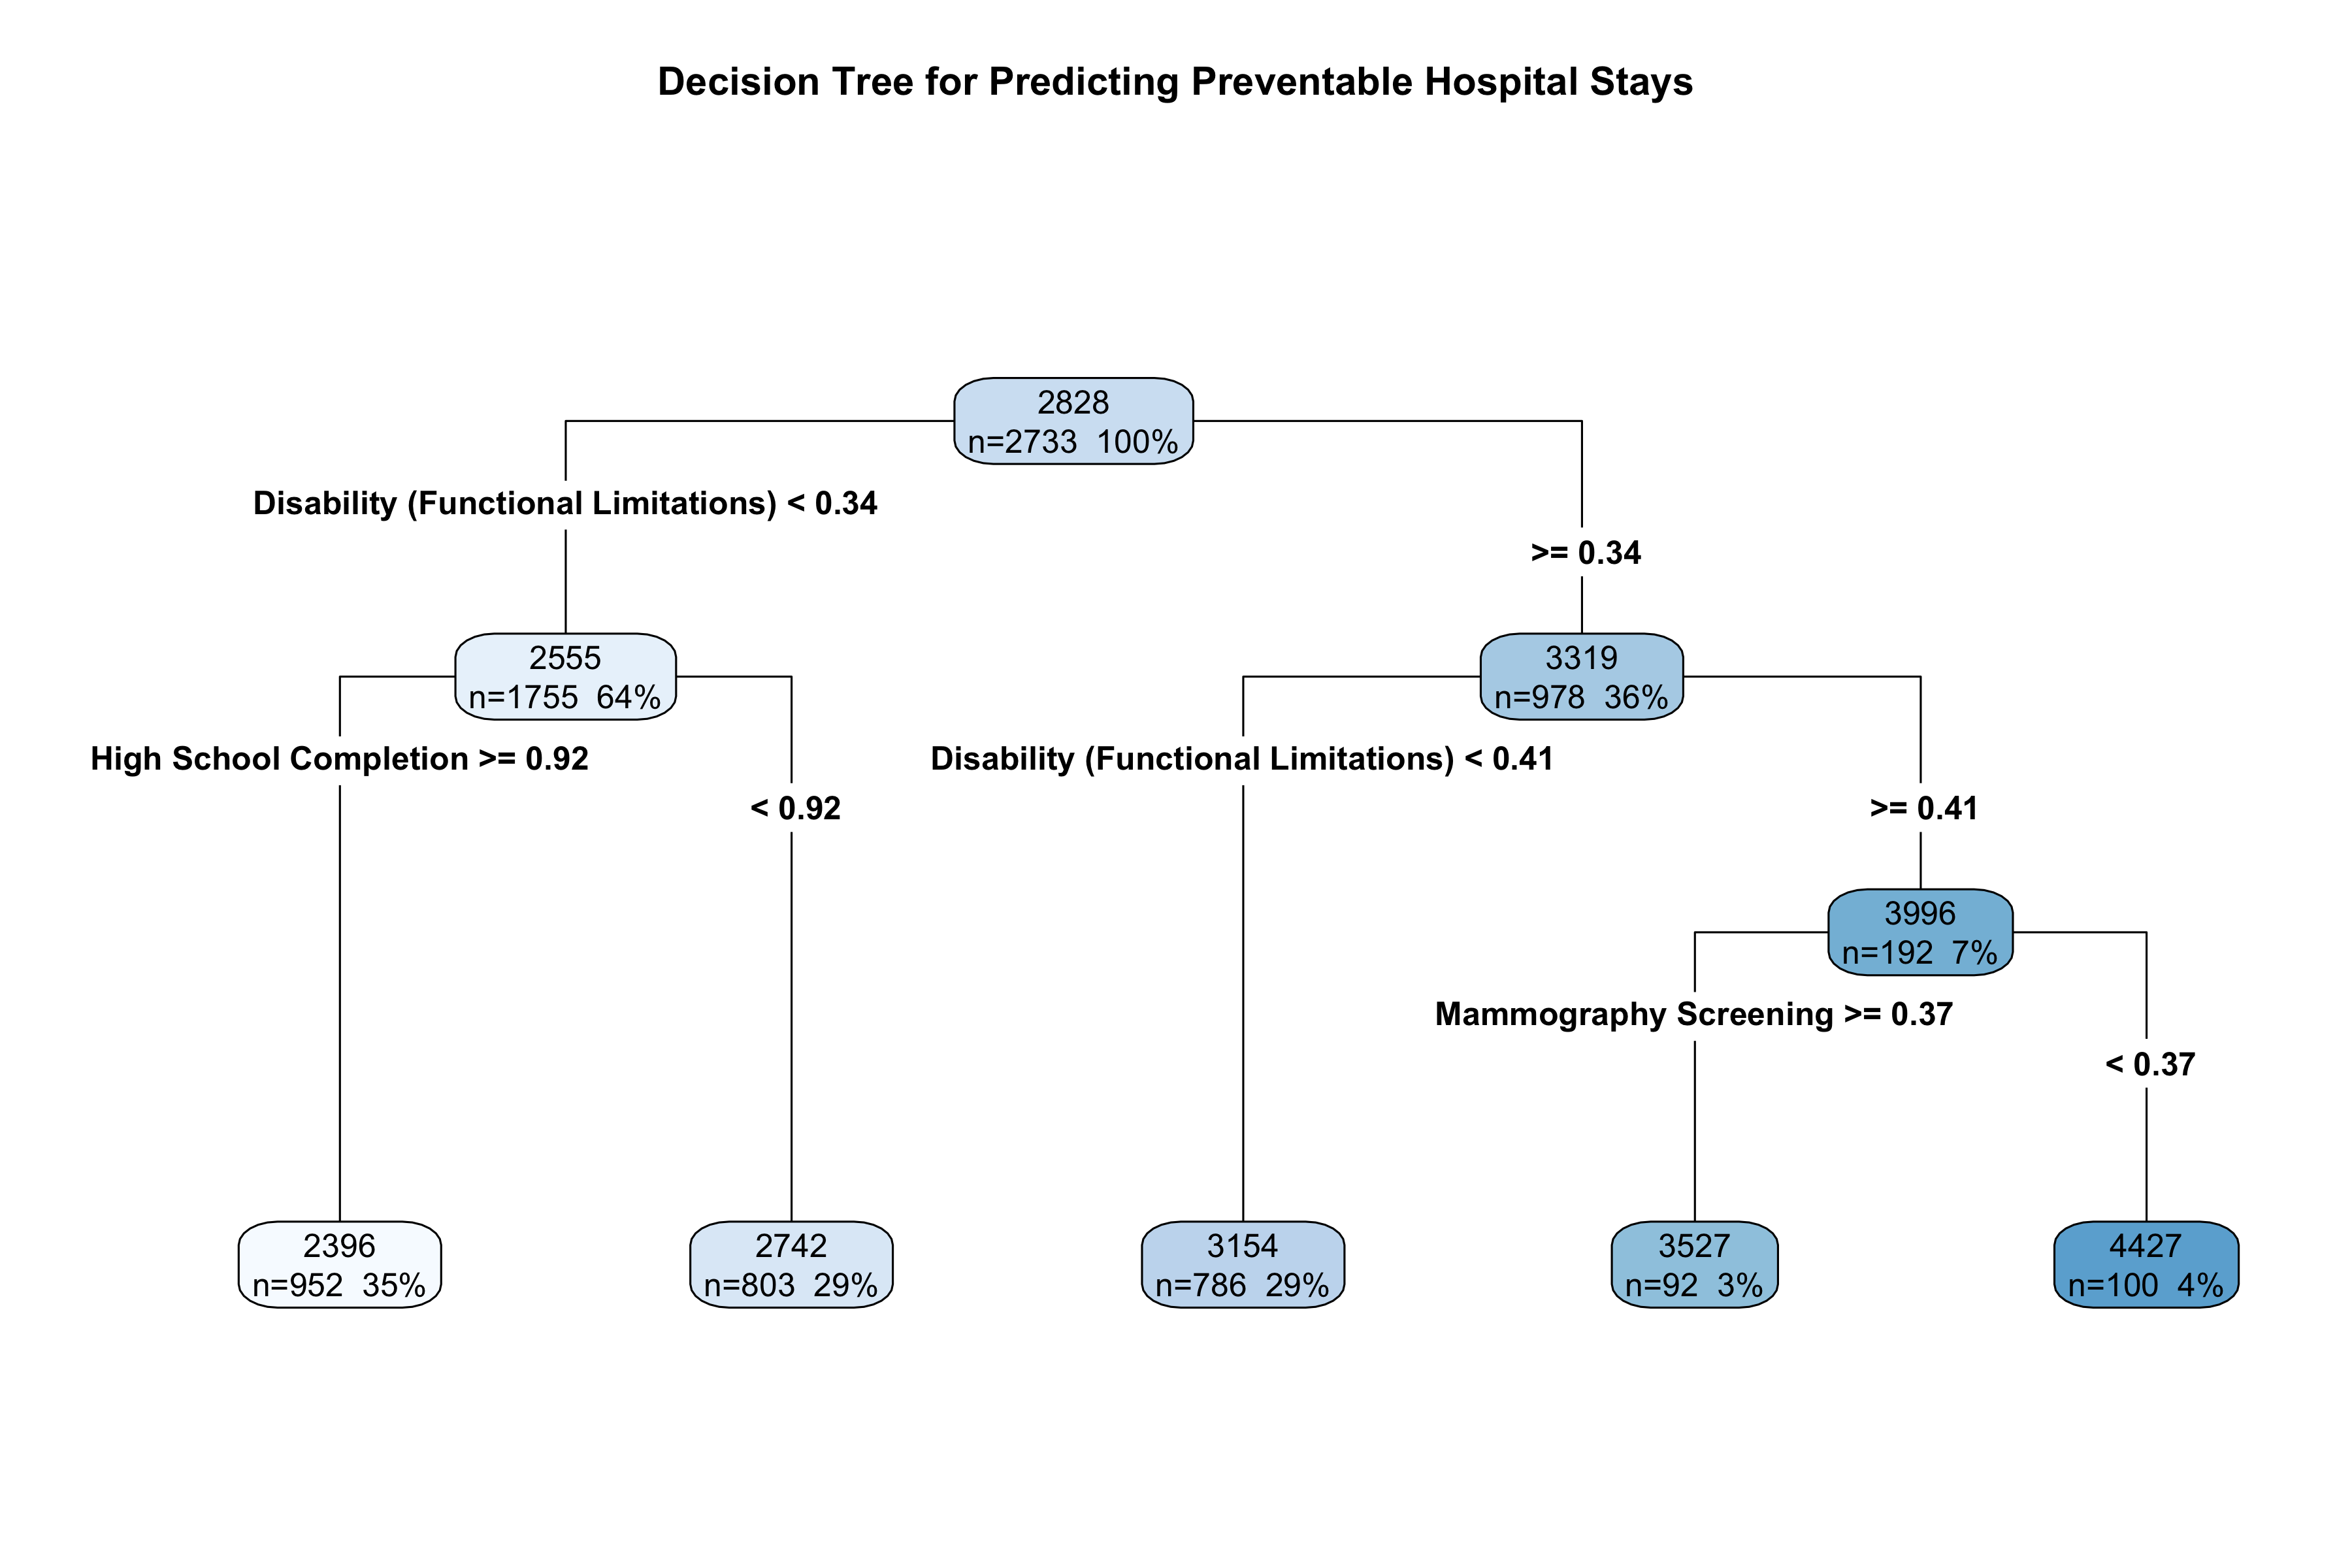 Decision Tree for Predicting Preventable Hospital Stays
2828
n=2733 100%
Disability (Functional Limitations) < 0.34
>= 0.34
2555
n=1755 64%
3319
n=978 36%
High School Completion >= 0.92
< 0.92
Disability (Functional Limitations) < 0.41
>= 0.41
3996
n=192 7%
Mammography Screening >= 0.37
< 0.37
2396
n=952 35%
2742
n=803 29%
3154
n=786 29%
3527
n=92 3%
4427
n=100 4%